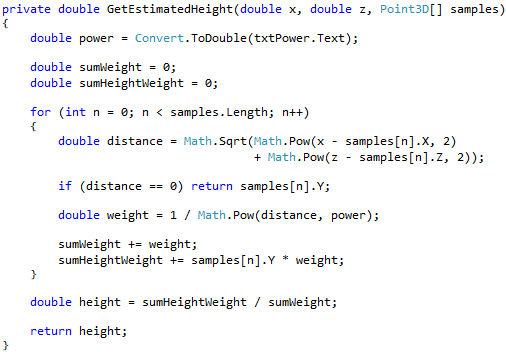 private double GetEstimatedHeight(double x, double z, Point3D[] samples)
{
    double power = Convert.ToDouble(txtPower.Text);
    double sumWeight = 0;
    double sumHeightWeight = 0;
    for (int n = 0; n < samples.Length; n++)
    {
        double distance = Math.Sqrt(Math.Pow(x - samples[n].X, 2)
                                    + Math.Pow(z - samples[n].Z, 2));
        if (distance == 0) return samples[n].Y;
        double weight = 1 / Math.Pow(distance, power);
        sumWeight += weight;
        sumHeightWeight += samples[n].Y * weight;
    }
    double height = sumHeightWeight / sumWeight;
    return height;
}